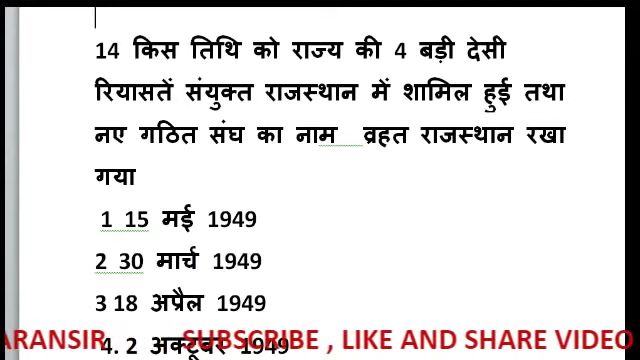 14 किस तिथि को राज्य की 4 बड़ी देसी
रियासतें संयुक्त राजस्थान में शामिल हुई तथा
नए गठित संघ का नाम व्रहत राजस्थान रखा
गया
1 15 मई 1949
2 30 मार्च 1949
3 18 अप्रैल 1949
4. 2 अक्टूबर 1949
ARANSIR SUBSCRIBE , LIKE AND SHARE VIDEO